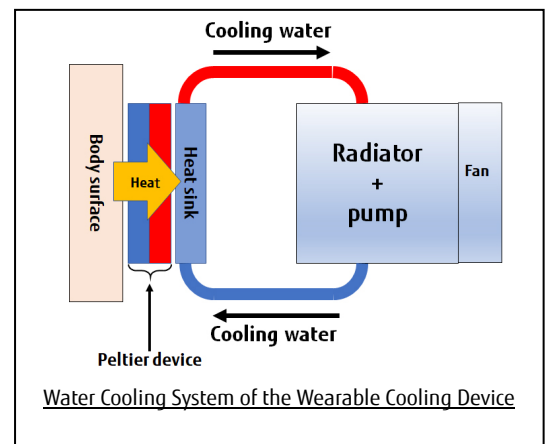 Cooling water
Body surface
Heat
Heat sink
Radiator
+
pump
Fan
Cooling water
Peltier device
Water Cooling System of the Wearable Cooling Device